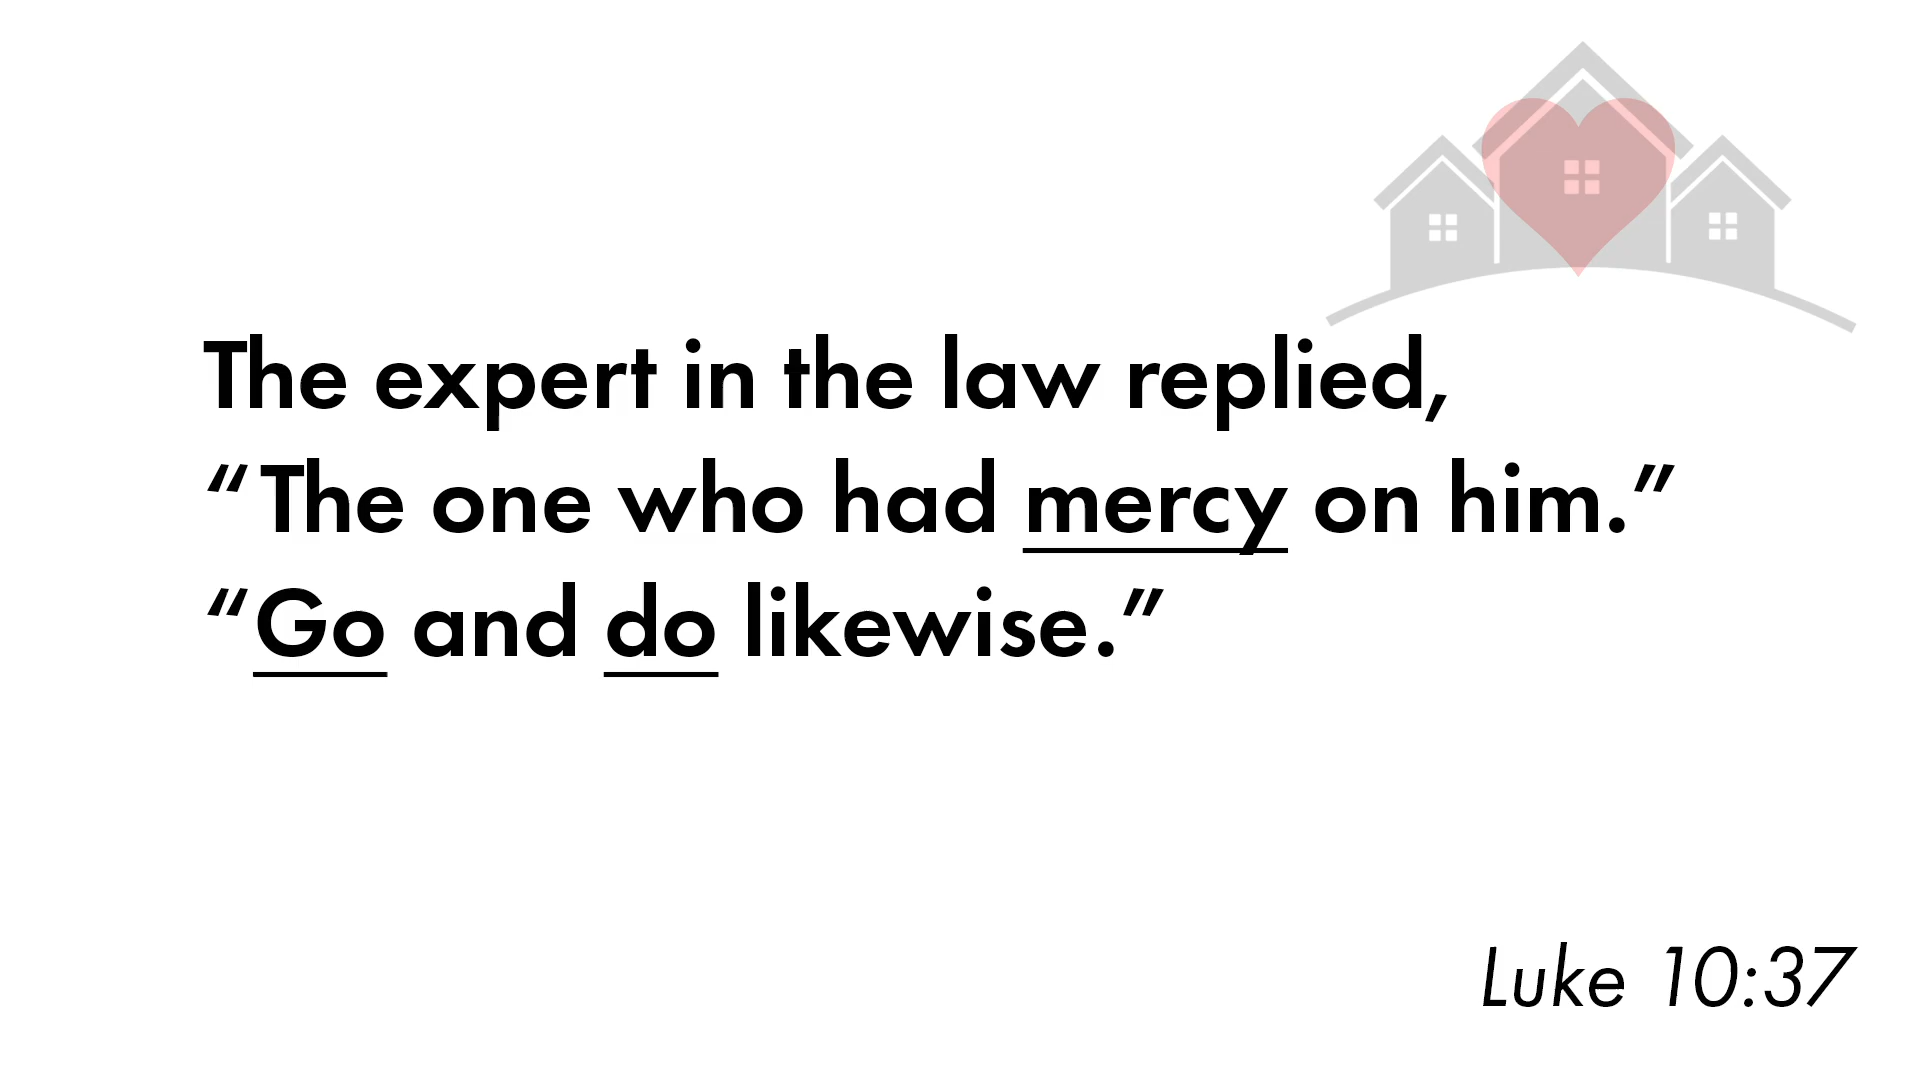 The expert in the law replied,
“The one who had mercy on him.”
“Go and do likewise.”
Luke 10:37